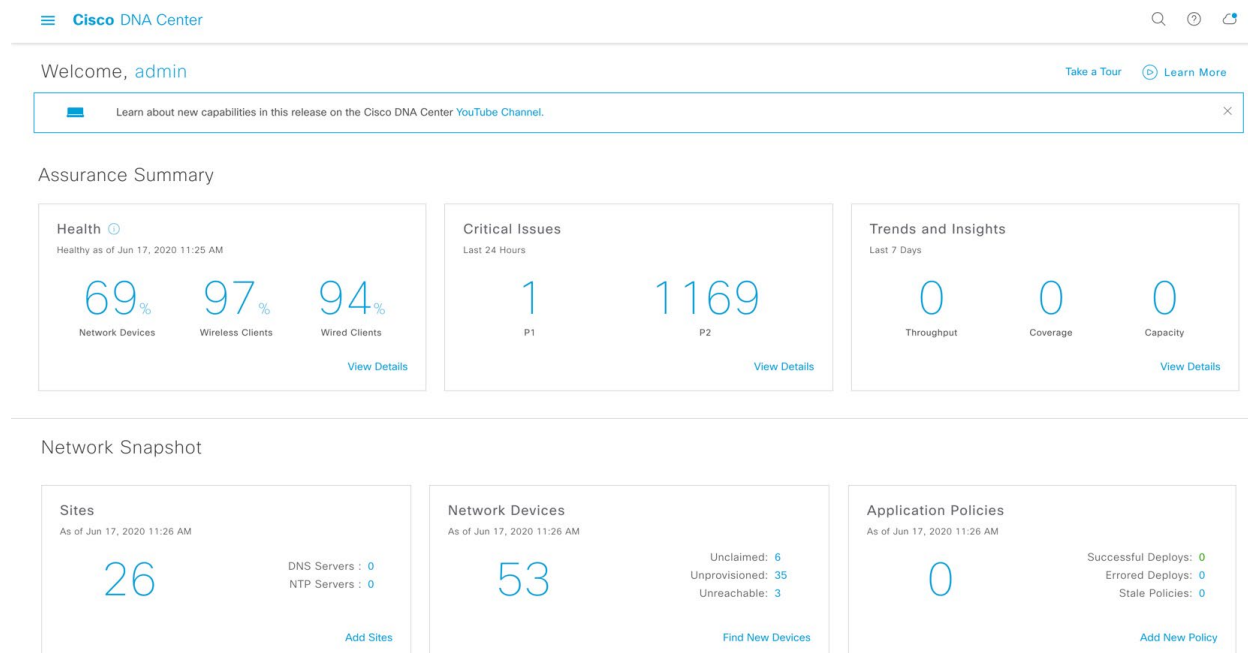 Cisco DNA Center
Welcome, admin
Take a Tour
Learn More
Learn about new capabilities in this release on the Cisco DNA Center YouTube Channel.
Assurance Summary
Health
Healthy as of Jun 17, 2020 11:25 AM
69% 97% 94%
Network Devices Wireless Clients Wired Clients
View Details
Critical Issues
Last 24 Hours
1 1169
P1 P2
View Details
Trends and Insights
Last 7 Days
0 0 0
Throughput Coverage Capacity
View Details
Network Snapshot
Sites
As of Jun 17, 2020 11:26 AM
26
DNS Servers : 0
NTP Servers : 0
Add Sites
Network Devices
As of Jun 17, 2020 11:26 AM
53
Unclaimed: 6
Unprovisioned: 35
Unreachable: 3
Find New Devices
Application Policies
As of Jun 17, 2020 11:26 AM
0
Successful Deploys: 0
Errored Deploys: 0
Stale Policies: 0
Add New Policy